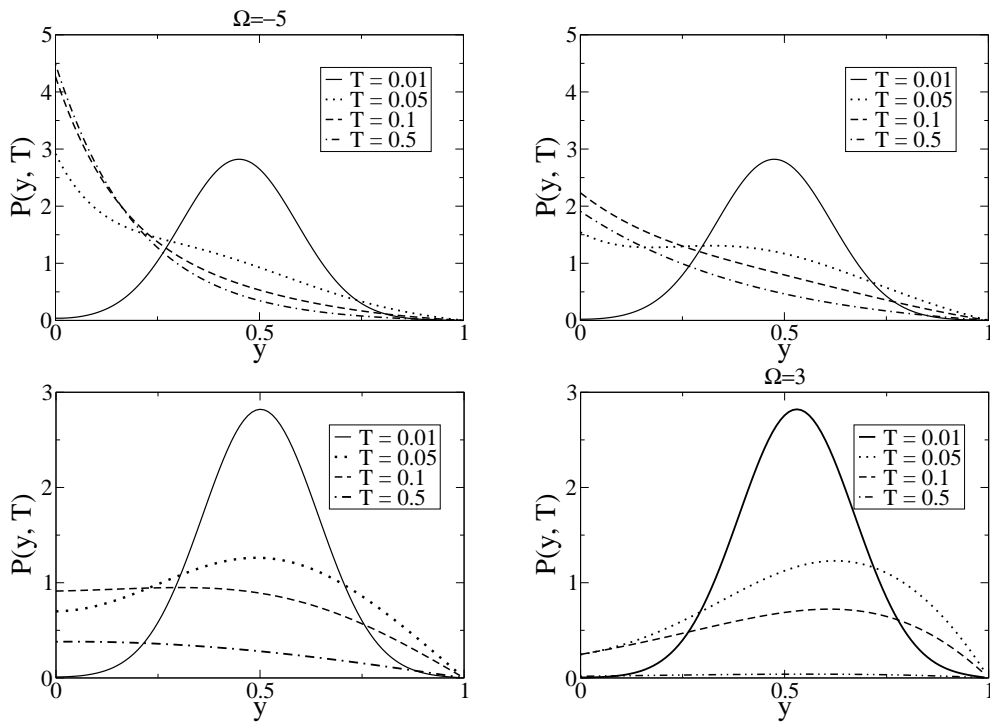 Ω=−5
5
4
3
2
1
0
P(y, T)
T = 0.01
T = 0.05
T = 0.1
T = 0.5
0
0.5
1
y
5
4
3
2
1
0
P(y, T)
T = 0.01
T = 0.05
T = 0.1
T = 0.5
0
0.5
1
y
3
2
1
0
P(y, T)
T = 0.01
T = 0.05
T = 0.1
T = 0.5
0
0.5
1
y
Ω=3
3
2
1
0
P(y, T)
T = 0.01
T = 0.05
T = 0.1
T = 0.5
0
0.5
1
y